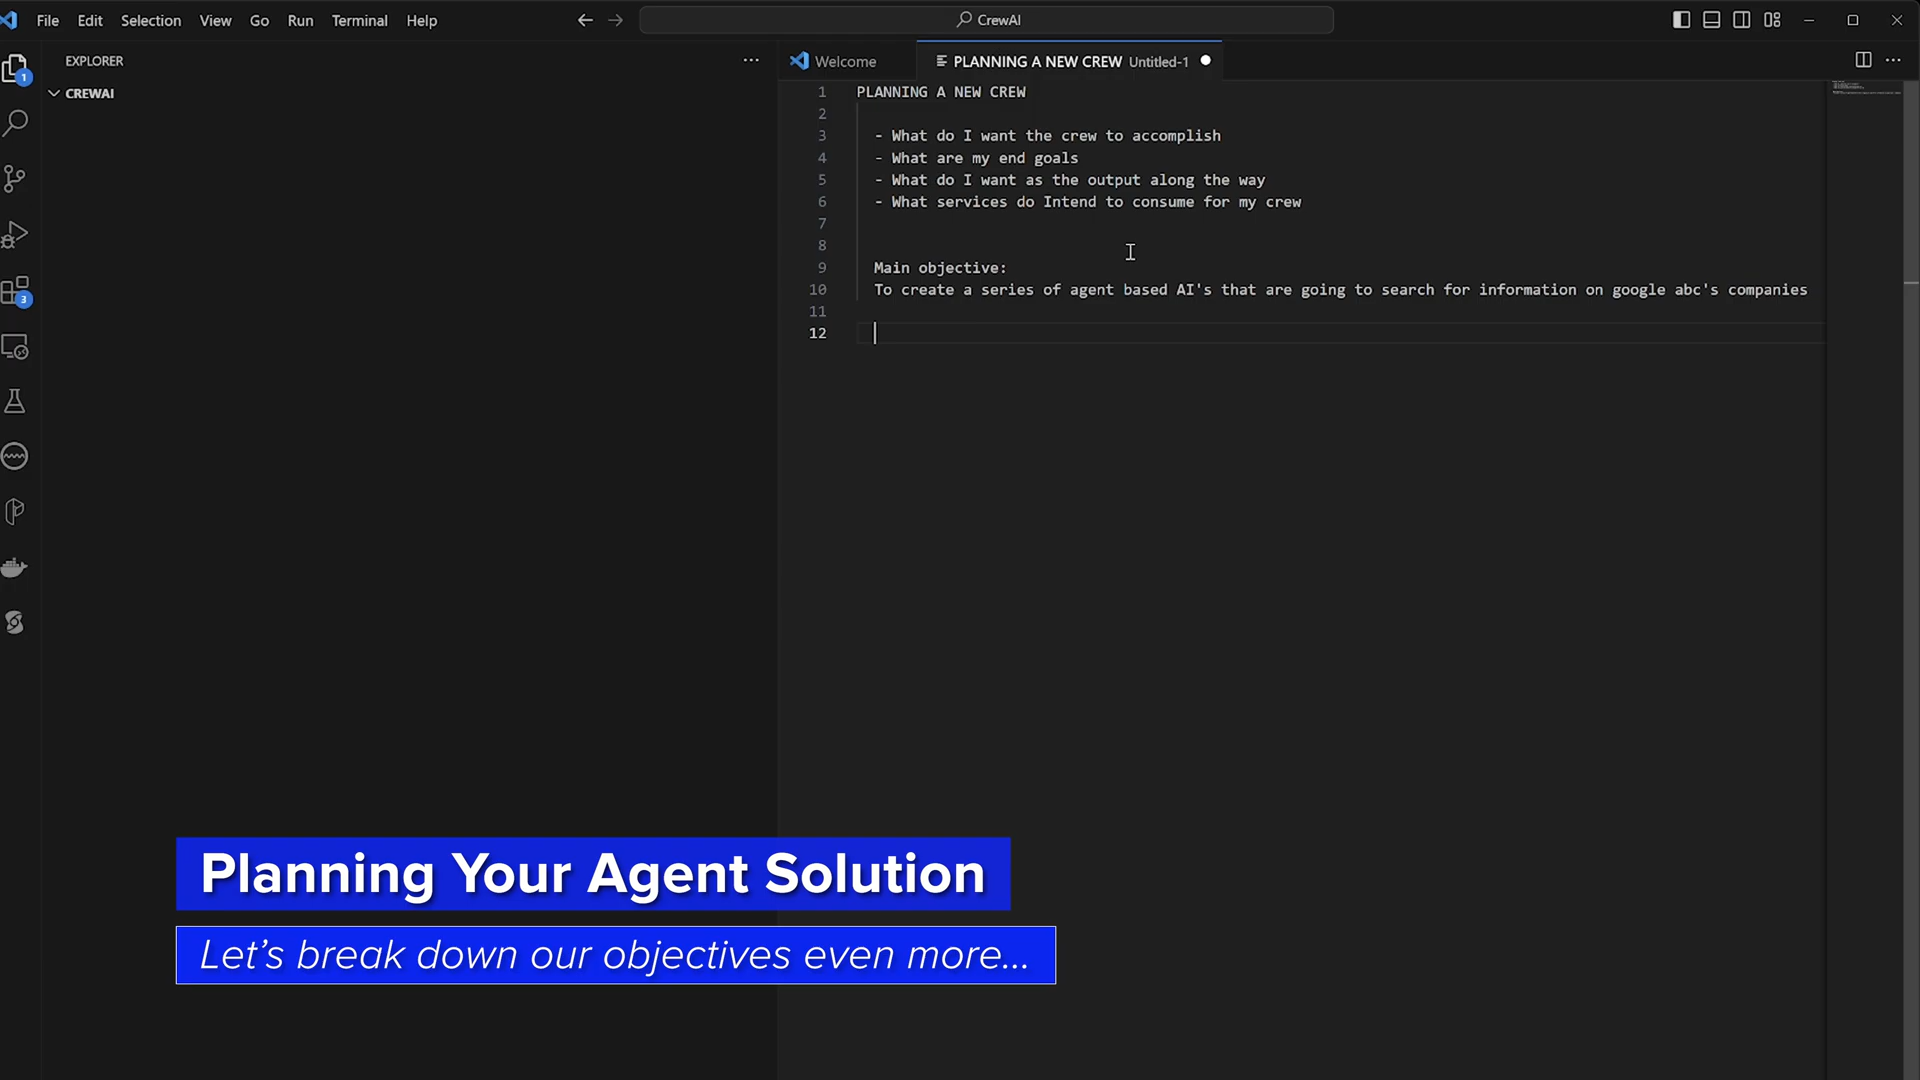 File Edit Selection View Go Run Terminal Help
CrewAI
EXPLORER
CREWAI
1
3
Welcome
PLANNING A NEW CREW Untitled-1
1 PLANNING A NEW CREW
2
3 - What do I want the crew to accomplish
4 - What are my end goals
5 - What do I want as the output along the way
6 - What services do Intend to consume for my crew
7
8
9 Main objective:
10 To create a series of agent based AI's that are going to search for information on google abc's companies
11
12
Planning Your Agent Solution
Let's break down our objectives even more...